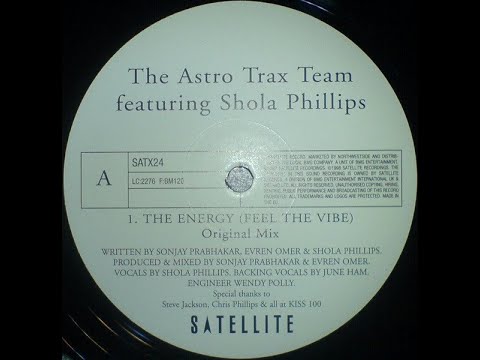 The Astro Trax Team
featuring Shola Phillips
A
SATX24
LC:2276 F:BM120
1. THE ENERGY (FEEL THE VIBE)
Original Mix
WRITTEN BY SONJAY PRABHAKAR, EVREN OMER & SHOLA PHILLIPS.
PRODUCED & MIXED BY SONJAY PRABHAKAR & EVREN OMER.
VOCALS BY SHOLA PHILLIPS. BACKING VOCALS BY JUNE HAM.
ENGINEER WENDY POLLY.
Special thanks to
Steve Jackson, Chris Phillips & all at KISS 100
SATELLITE